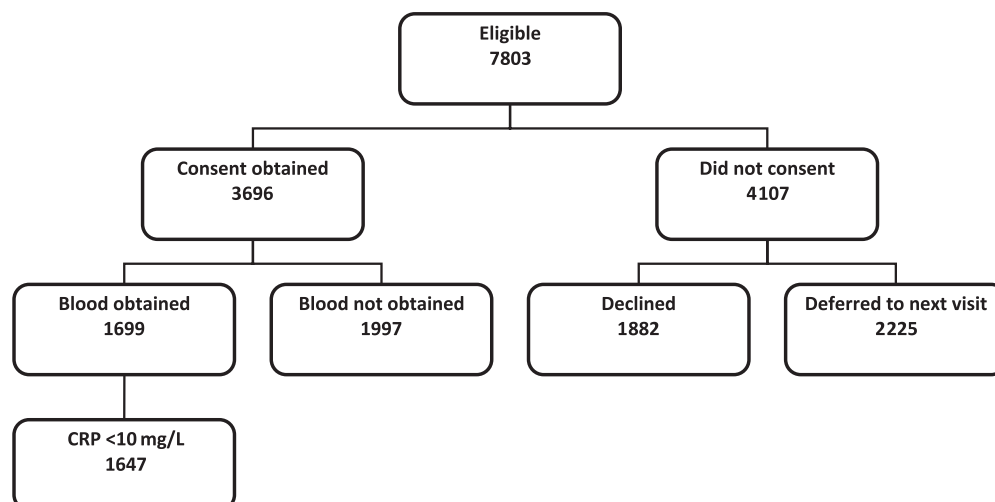 Eligible
7803
Consent obtained
3696
Did not consent
4107
Blood obtained
1699
Blood not obtained
1997
Declined
1882
Deferred to next visit
2225
CRP <10 mg/L
1647